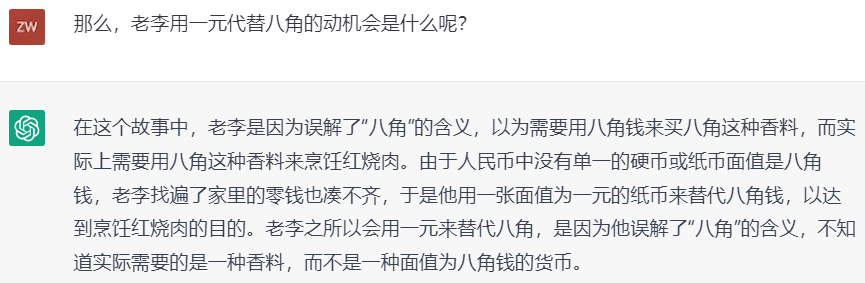 ZW
那么，老李用一元代替八角的动机会是什么呢？
在这个故事中，老李是因为误解了“八角”的含义，以为需要用八角钱来买八角这种香料，而实
际上需要用八角这种香料来烹饪红烧肉。由于人民币中没有单一的硬币或纸币面值是八角
钱，老李找遍了家里的零钱也凑不齐，于是他用一张面值为一元的纸币来替代八角钱，以达
到烹饪红烧肉的目的。老李之所以会用一元来替代八角，是因为他误解了“八角”的含义，不知
道实际需要的是一种香料，而不是一种面值为八角钱的货币。